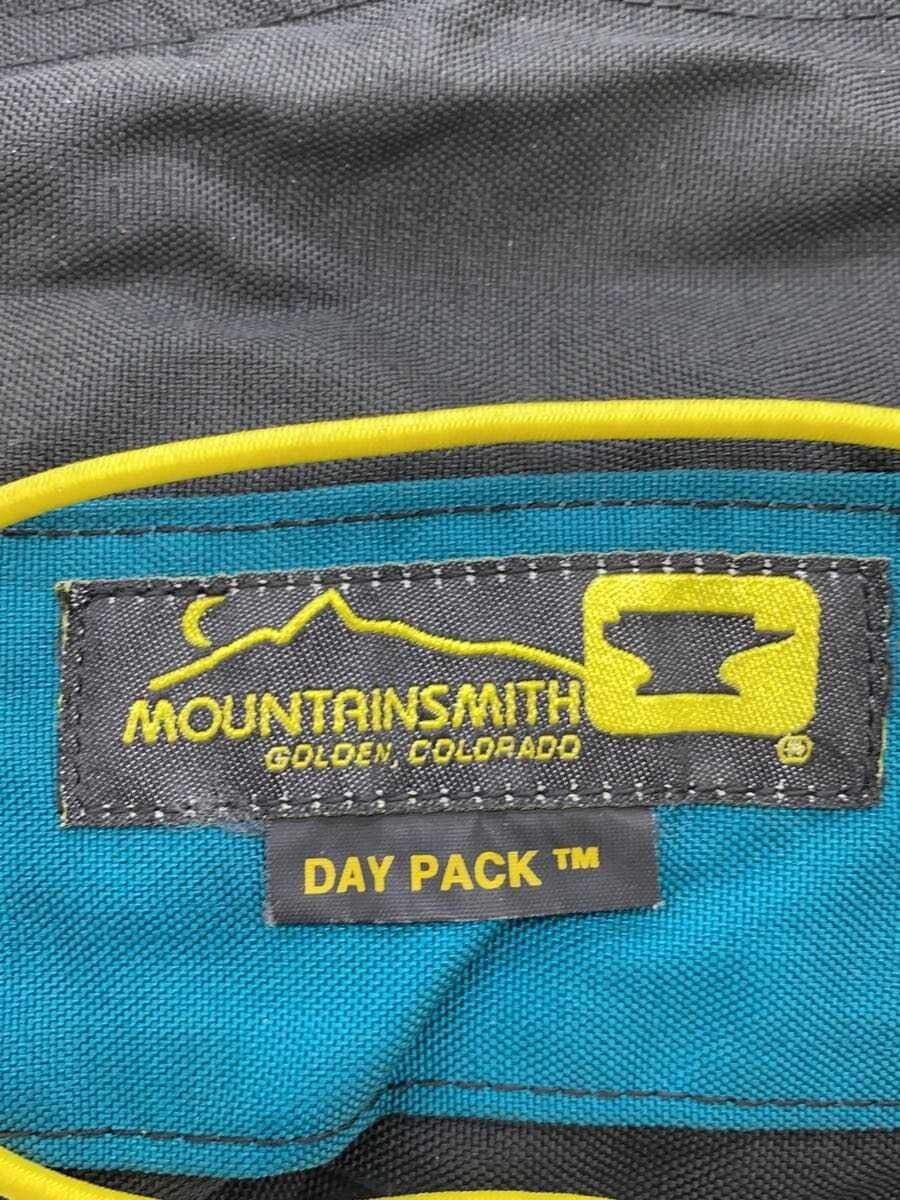 MOUNTAINSMITH
GOLDEN, COLORADO
®
DAY PACK ™